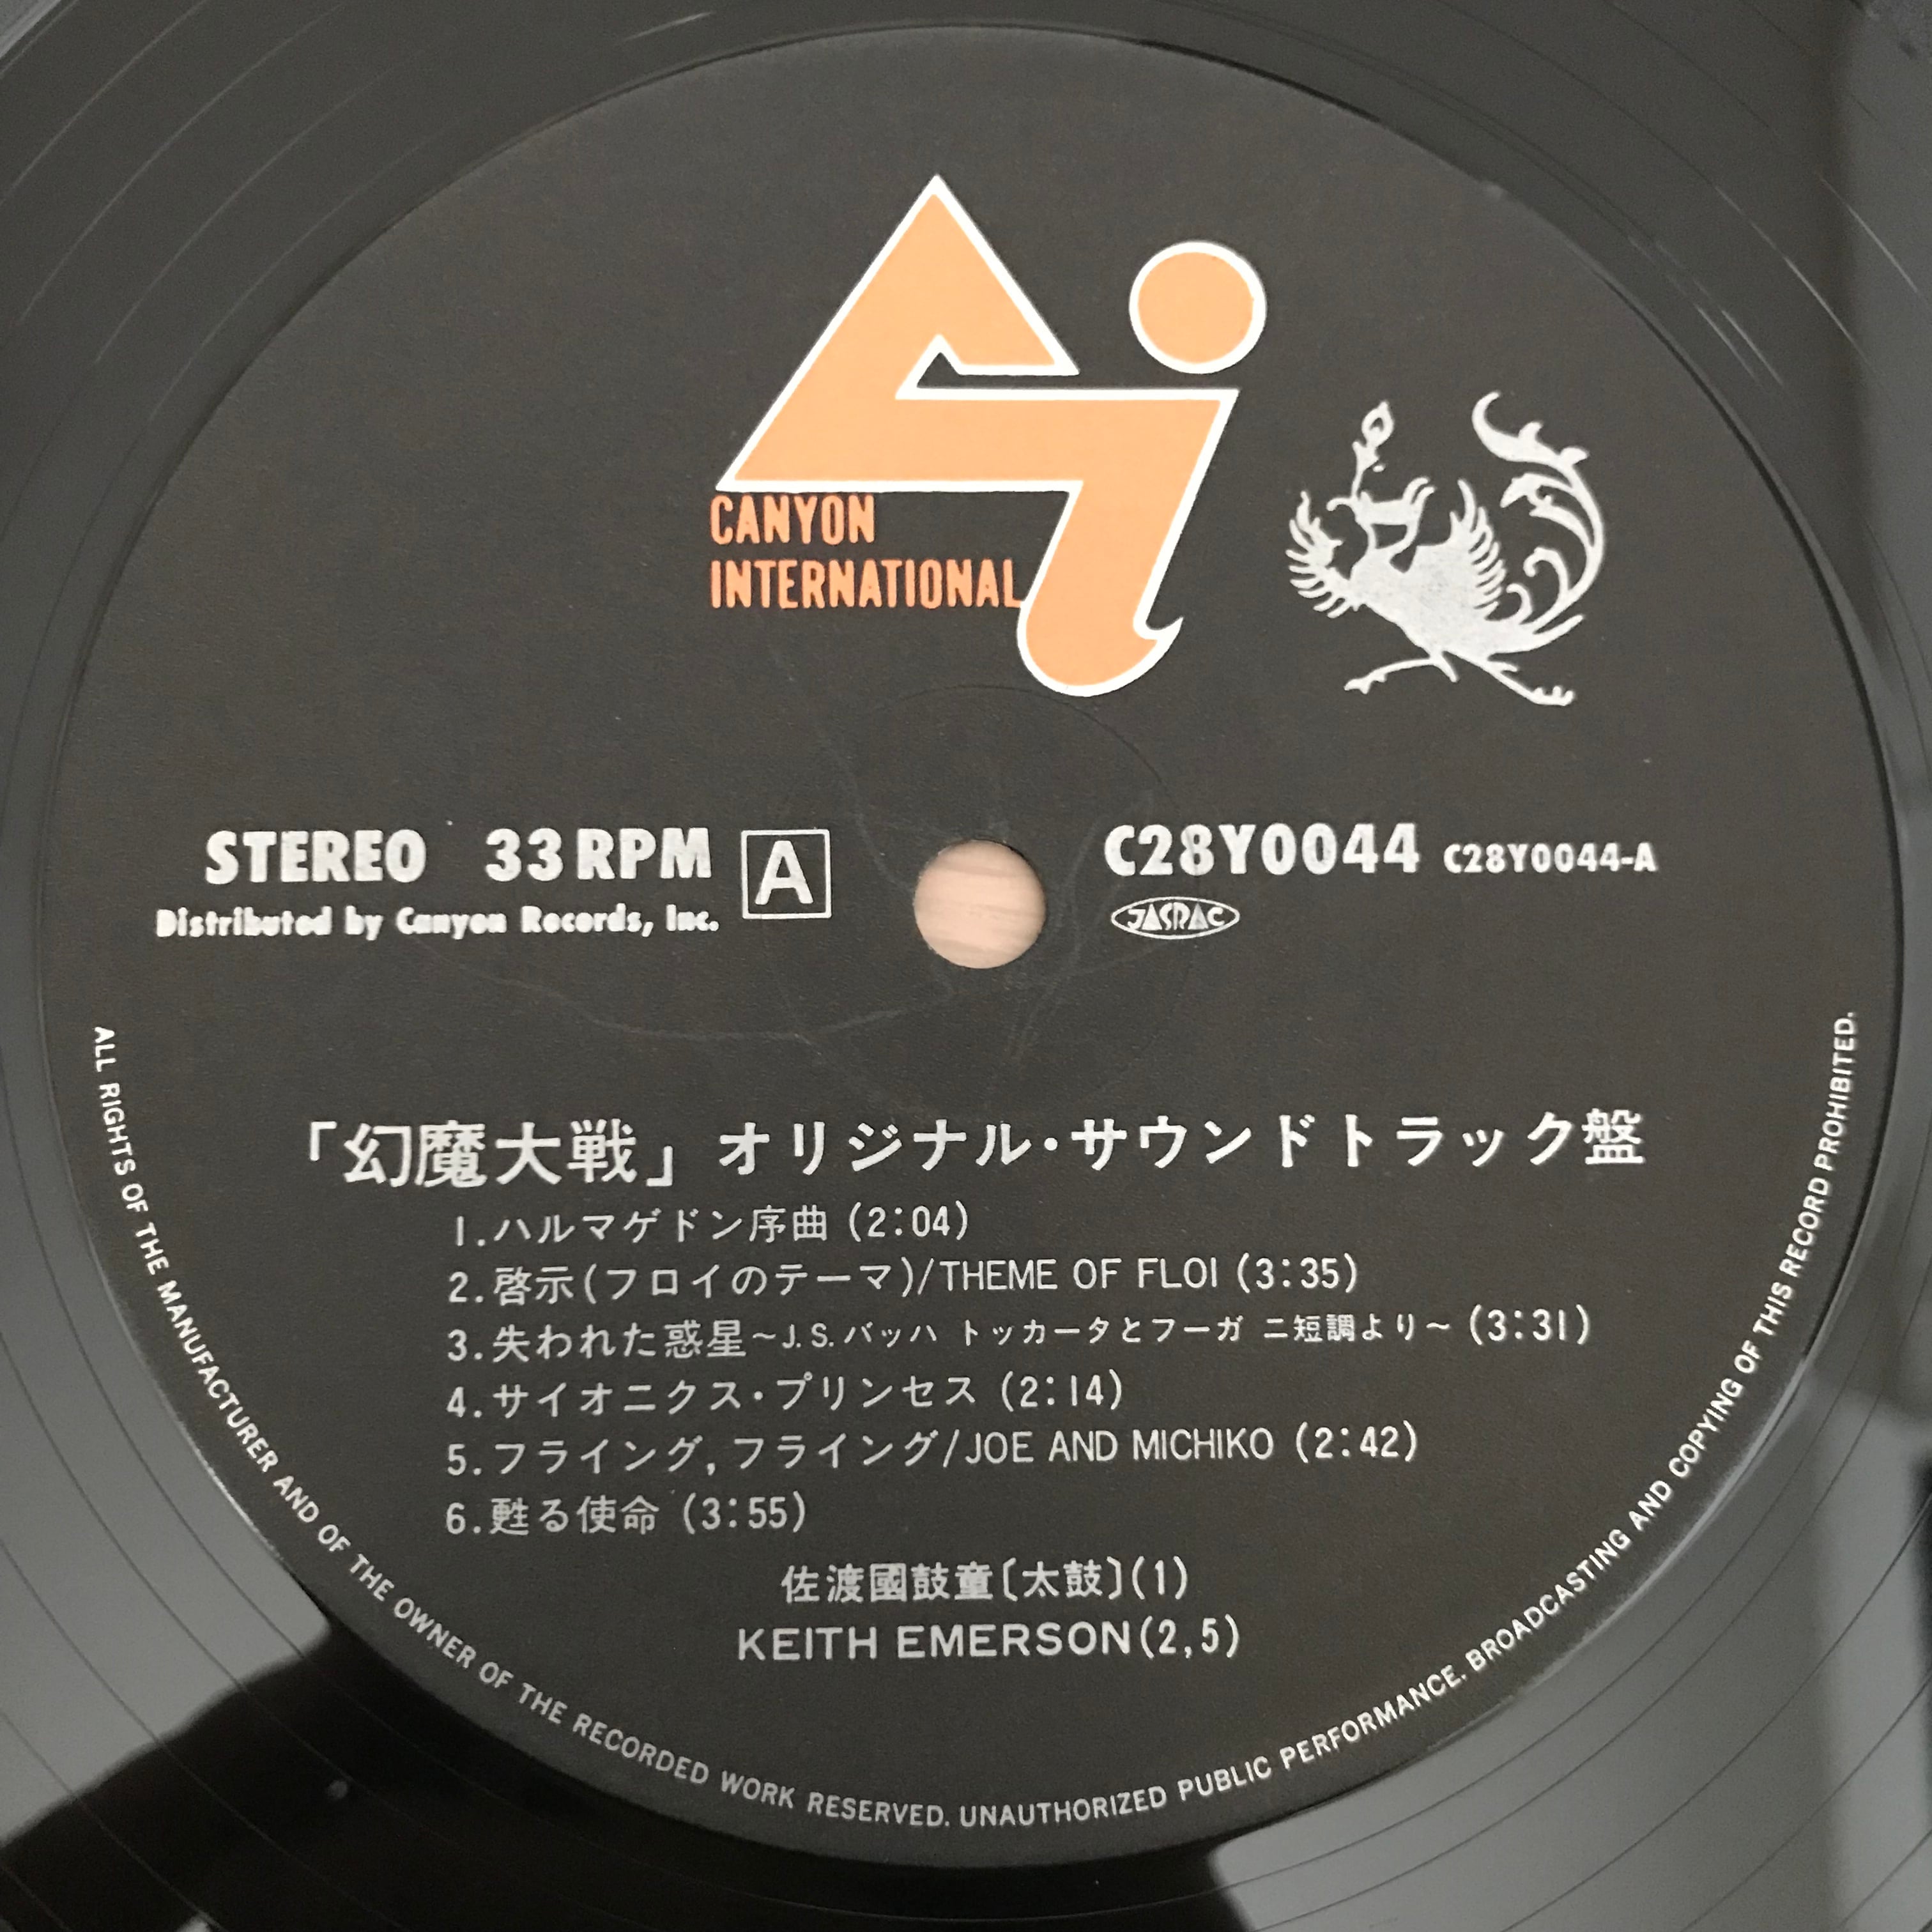 CANYON
INTERNATIONAL
STEREO 33RPM A
Distributed by Canyon Records, Inc.
C28Y0044 C28Y0044-A
JASRAC
「幻魔大戦」オリジナル・サウンドトラック盤
1.ハルマゲドン序曲 (2:04)
2.啓示(フロイのテーマ)/THEME OF FLOI (3:35)
3.失われた惑星~J.S.バッハ トッカータとフーガ ニ短調より~ (3:31)
4.サイオニクス・プリンセス (2:14)
5.フライング,フライング/JOE AND MICHIKO (2:42)
6.甦る使命 (3:55)
佐渡國鼓童〔太鼓〕(1)
KEITH EMERSON(2,5)
ALL RIGHTS OF THE MANUFACTURER AND OF THE OWNER OF THE RECORDED WORK RESERVED. UNAUTHORIZED PUBLIC PERFORMANCE. BROADCASTING AND COPYING OF THIS RECORD PROHIBITED.